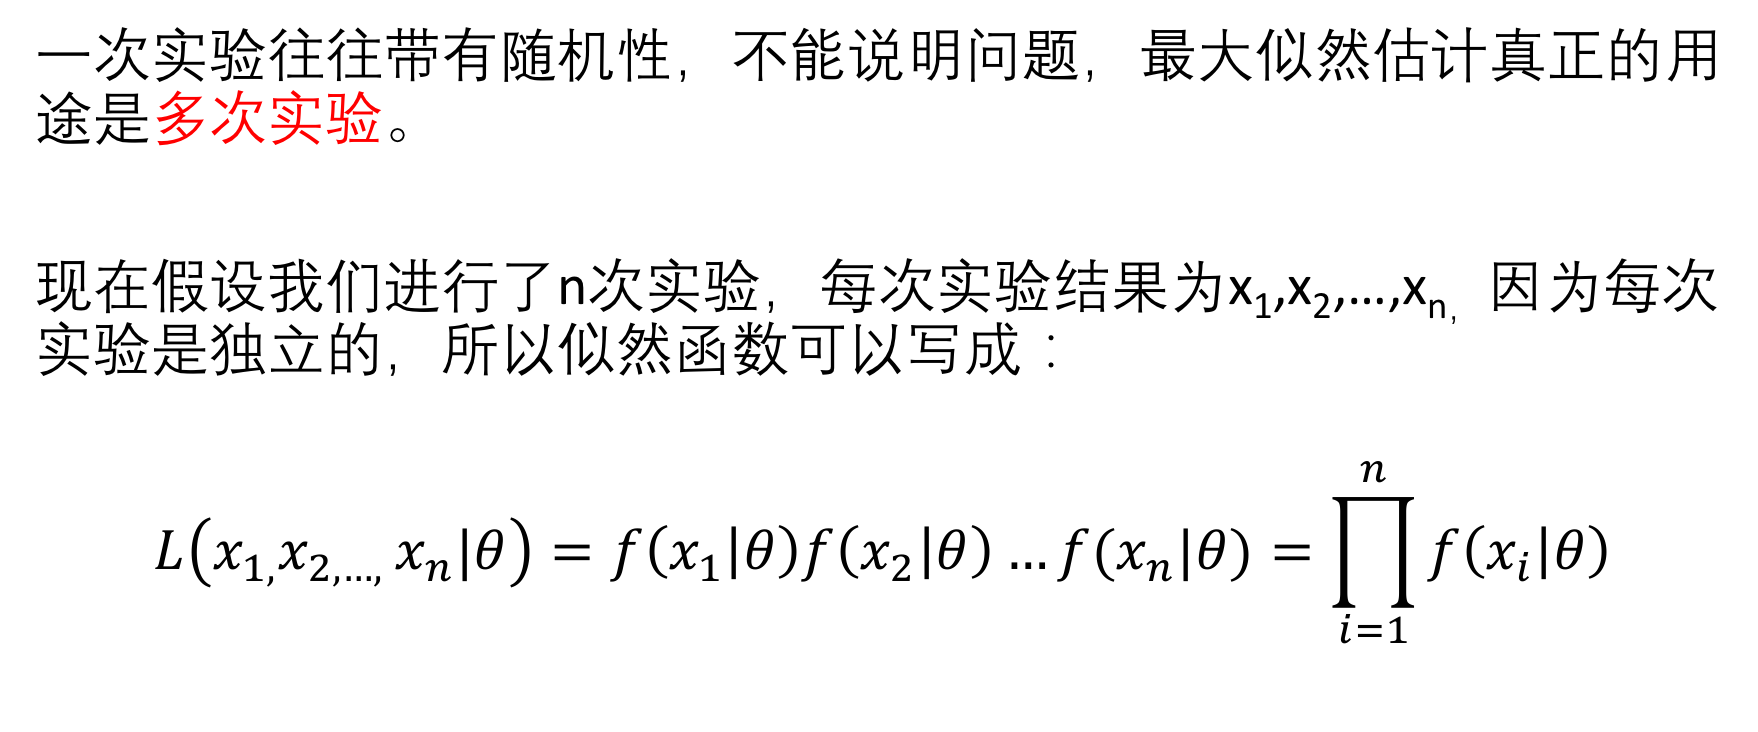 一次实验往往带有随机性，不能说明问题，最大似然估计真正的用
途是多次实验。
现在假设我们进行了n次实验，每次实验结果为x₁,x₂,…,xₙ，因为每次
实验是独立的，所以似然函数可以写成：
L(x₁,x₂,…, xₙ|θ) = f(x₁|θ)f(x₂|θ) … f(xₙ|θ) = ∏ᵢ₌₁ⁿ f(xᵢ|θ)